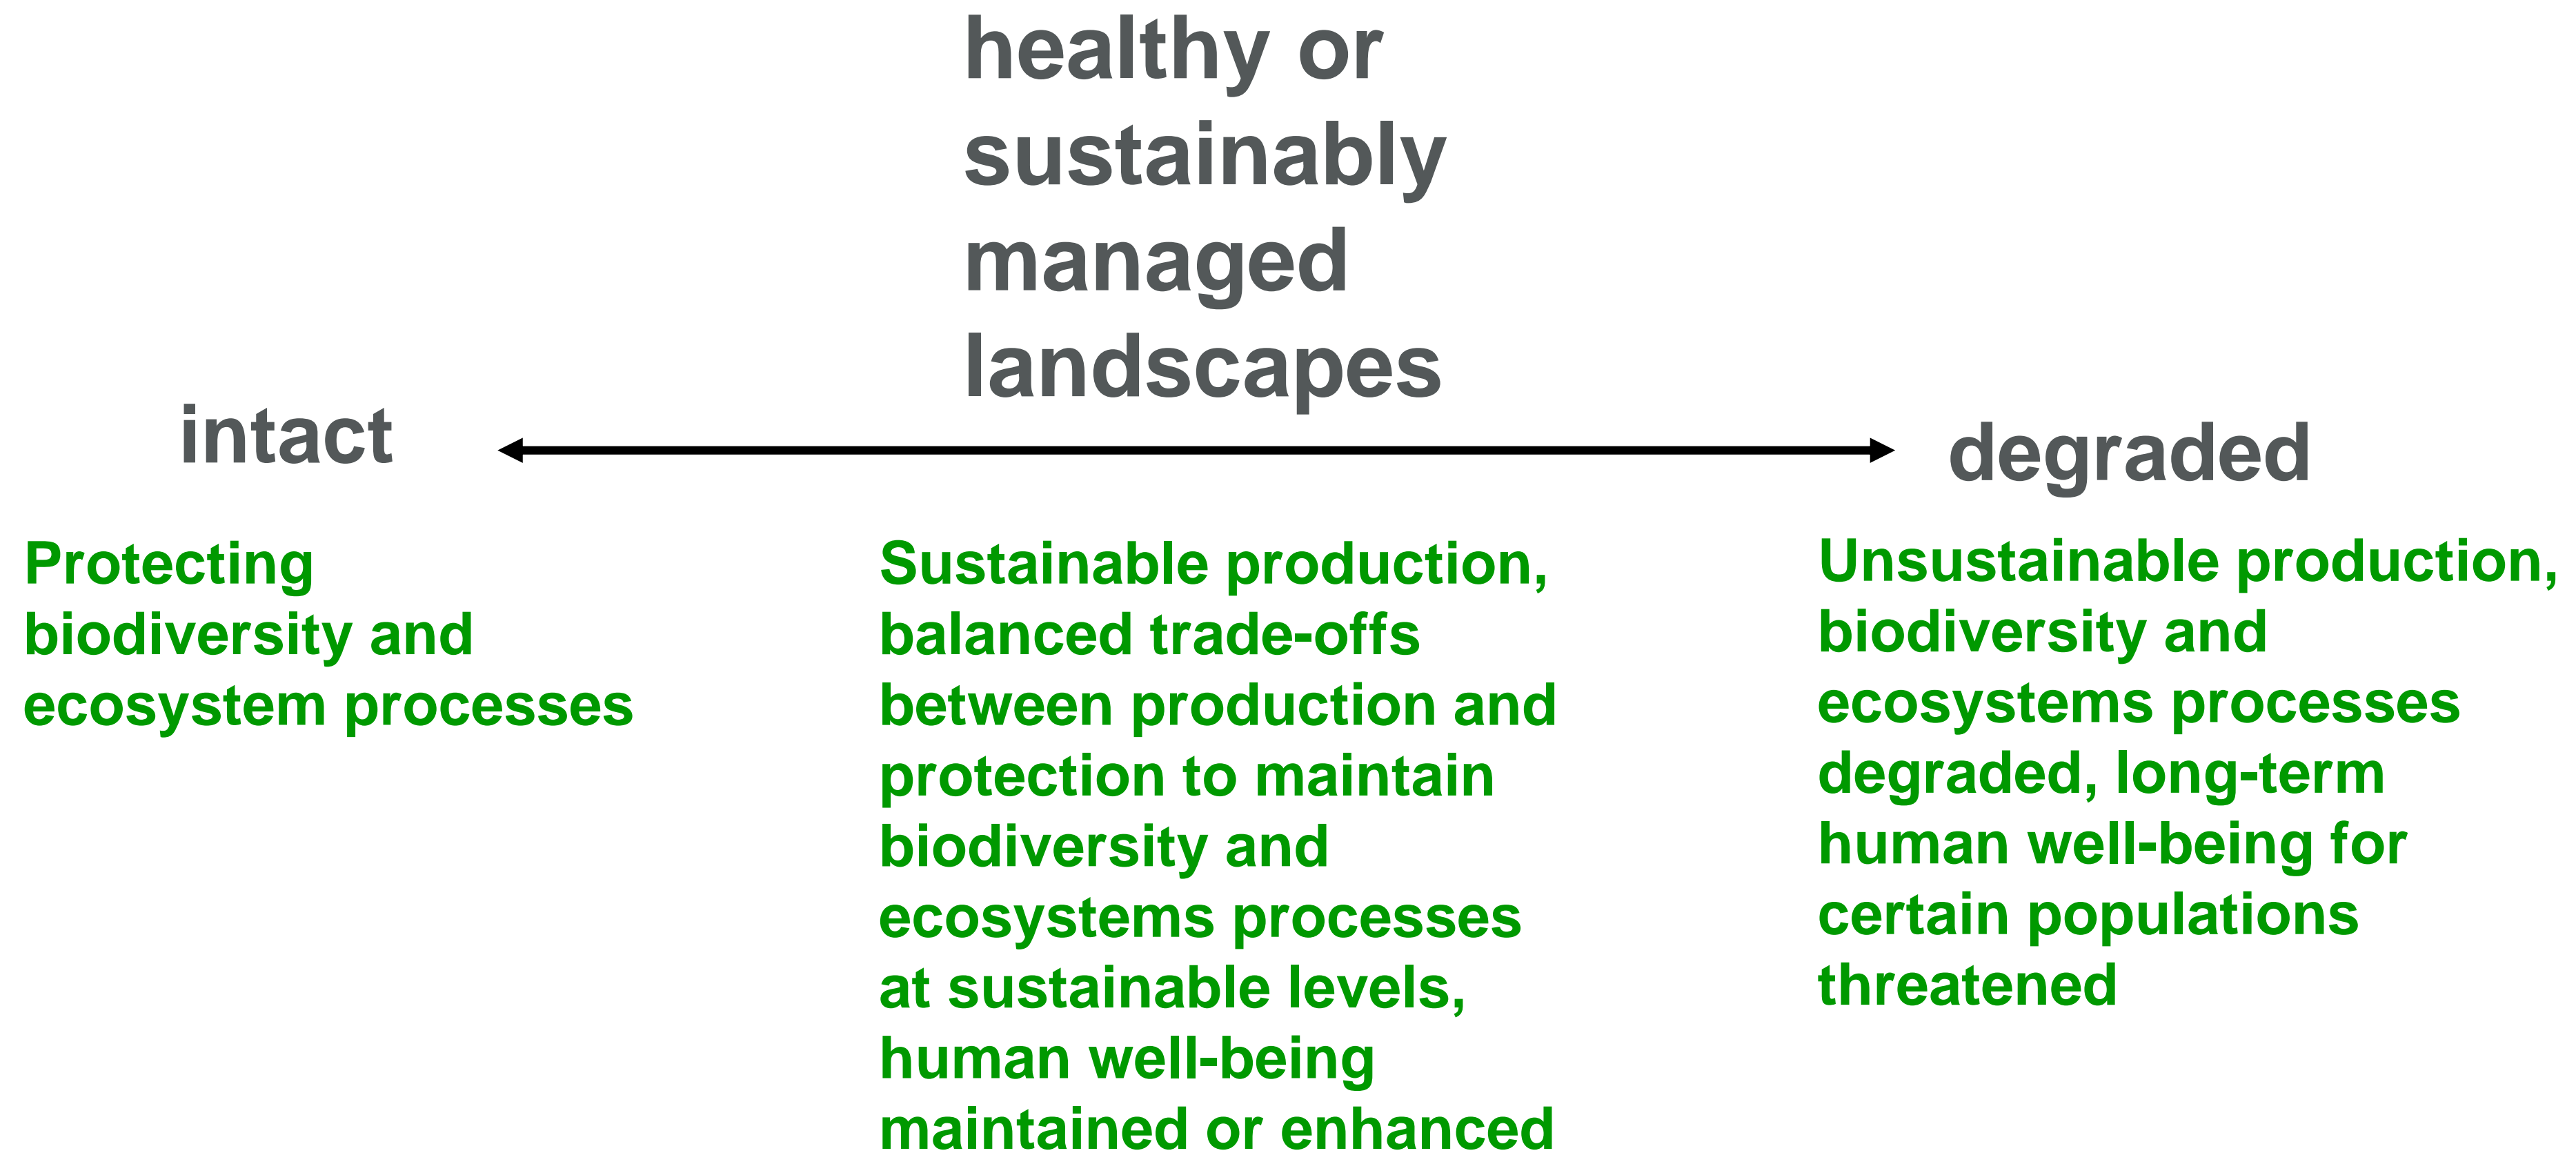 healthy or
sustainably
managed
landscapes
intact
degraded
Protecting
biodiversity and
ecosystem processes
Sustainable production,
balanced trade-offs
between production and
protection to maintain
biodiversity and
ecosystems processes
at sustainable levels,
human well-being
maintained or enhanced
Unsustainable production,
biodiversity and
ecosystems processes
degraded, long-term
human well-being for
certain populations
threatened